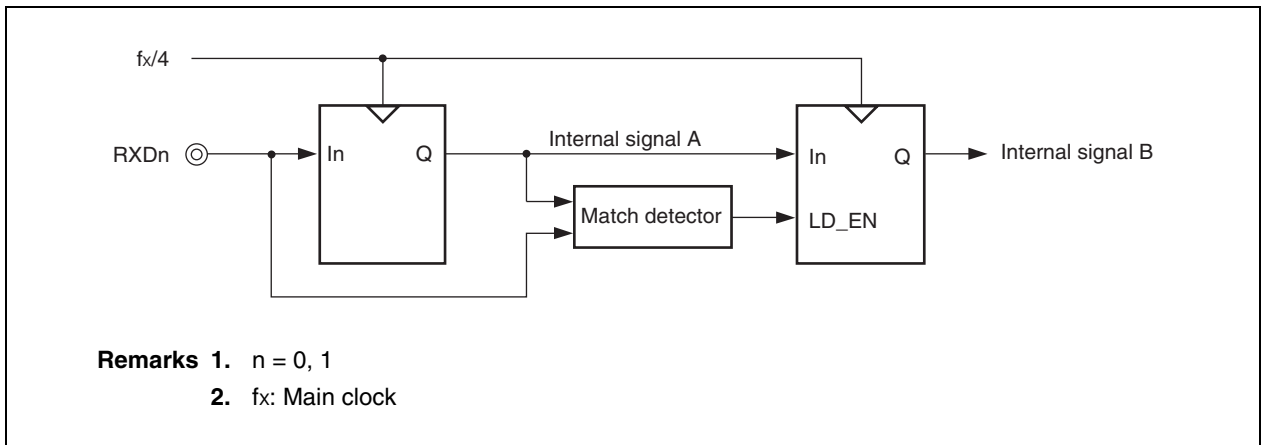 fx/4
RXDn
In
Q
Internal signal A
Match detector
In
Q
LD_EN
Internal signal B
Remarks 1. n = 0, 1
2. fx: Main clock